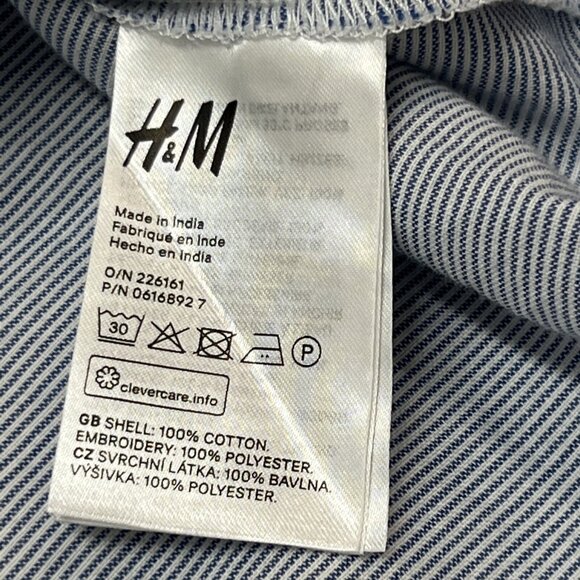 H&M
Made in India
Fabriqué en Inde
Hecho en India
O/N 226161
P/N 0616892 7
30 P
clevercare.info
GB SHELL: 100% COTTON.
EMBROIDERY: 100% POLYESTER.
CZ SVRCHNÍ LÁTKA: 100% BAVLNA.
VÝŠIVKA: 100% POLYESTER.